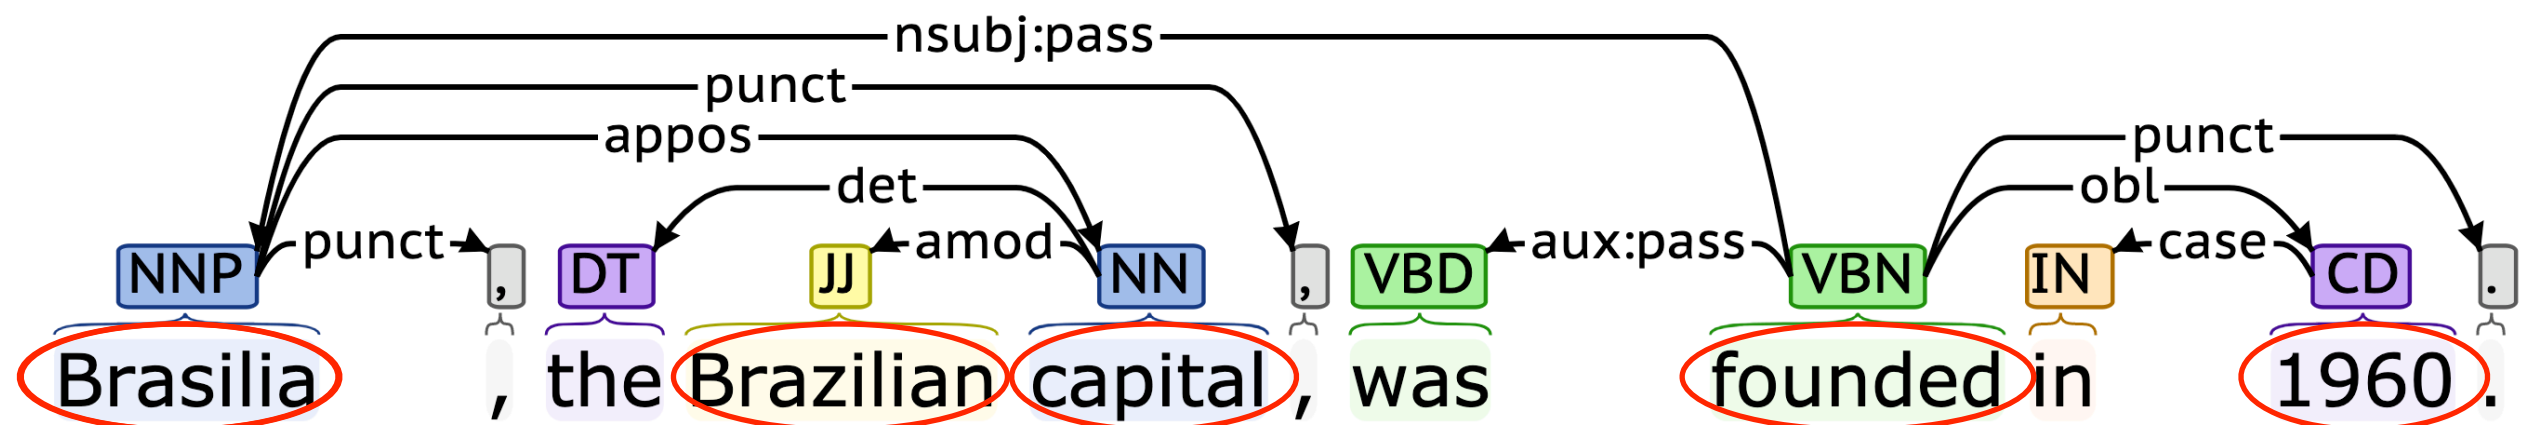 nsubj:pass
punct
appos punct
det obl
punct amod aux:pass case
NNP , DT JJ NN , VBD VBN IN CD .
Brasilia , the Brazilian capital , was founded in 1960 .